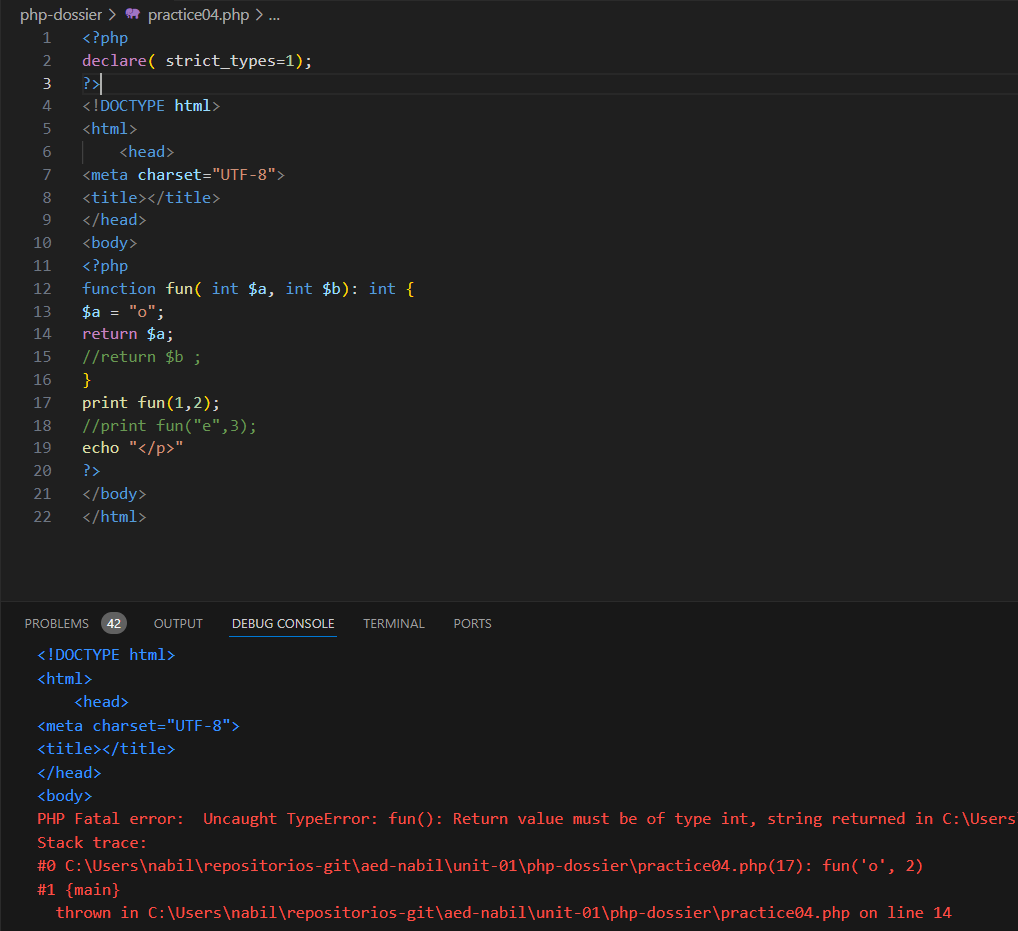 php-dossier > practice04.php > ...
1 <?php
2 declare( strict_types=1);
3 ?>
4 <!DOCTYPE html>
5 <html>
6     <head>
7 <meta charset="UTF-8">
8 <title></title>
9 </head>
10 <body>
11 <?php
12 function fun( int $a, int $b): int {
13 $a = "o";
14 return $a;
15 //return $b ;
16 }
17 print fun(1,2);
18 //print fun("e",3);
19 echo "</p>"
20 ?>
21 </body>
22 </html>
PROBLEMS 42 OUTPUT DEBUG CONSOLE TERMINAL PORTS
<!DOCTYPE html>
<html>
    <head>
<meta charset="UTF-8">
<title></title>
</head>
<body>
PHP Fatal error:  Uncaught TypeError: fun(): Return value must be of type int, string returned in C:\Users
Stack trace:
#0 C:\Users\nabil\repositorios-git\aed-nabil\unit-01\php-dossier\practice04.php(17): fun('o', 2)
#1 {main}
  thrown in C:\Users\nabil\repositorios-git\aed-nabil\unit-01\php-dossier\practice04.php on line 14